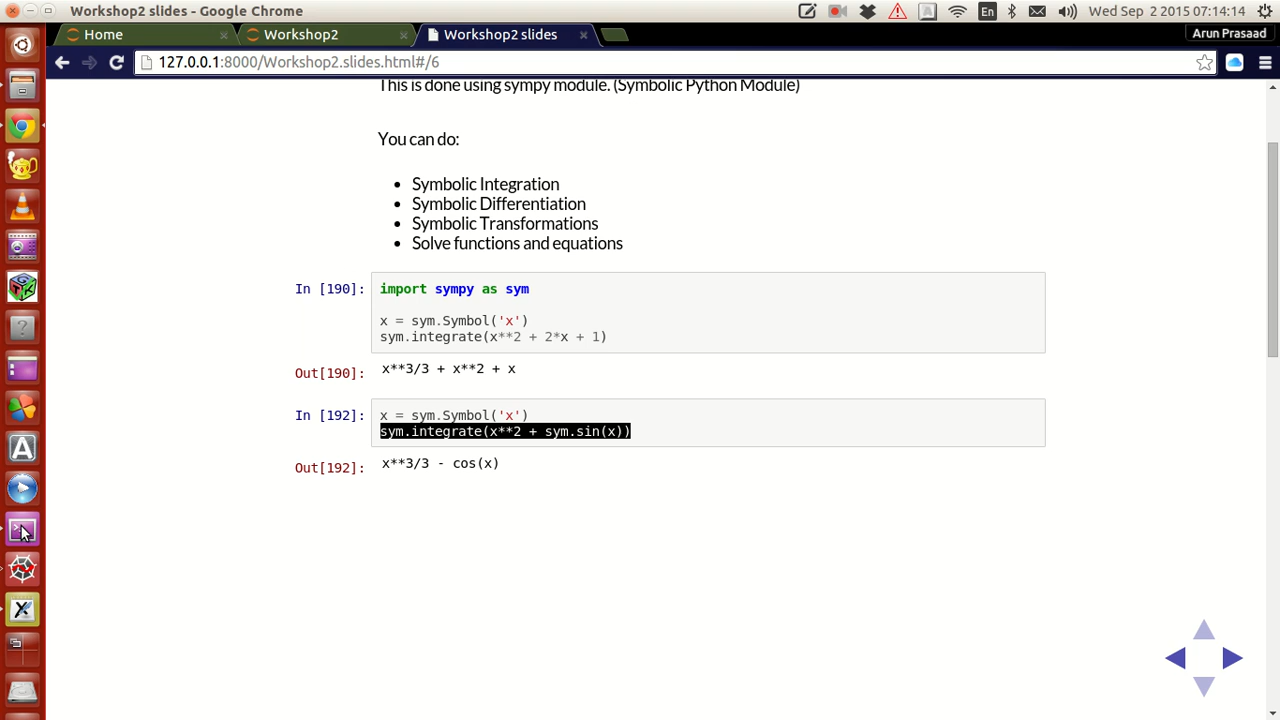 Workshop2 slides - Google Chrome
En
Wed Sep 2 2015 07:14:14
Home
Workshop2
Workshop2 slides
Arun Prasaad
127.0.0.1:8000/Workshop2.slides.html#/6
This is done using sympy module. (Symbolic Python Module)
You can do:
• Symbolic Integration
• Symbolic Differentiation
• Symbolic Transformations
• Solve functions and equations
In [190]: import sympy as sym
x = sym.Symbol('x')
sym.integrate(x**2 + 2*x + 1)
Out[190]: x**3/3 + x**2 + x
In [192]: x = sym.Symbol('x')
sym.integrate(x**2 + sym.sin(x))
Out[192]: x**3/3 - cos(x)